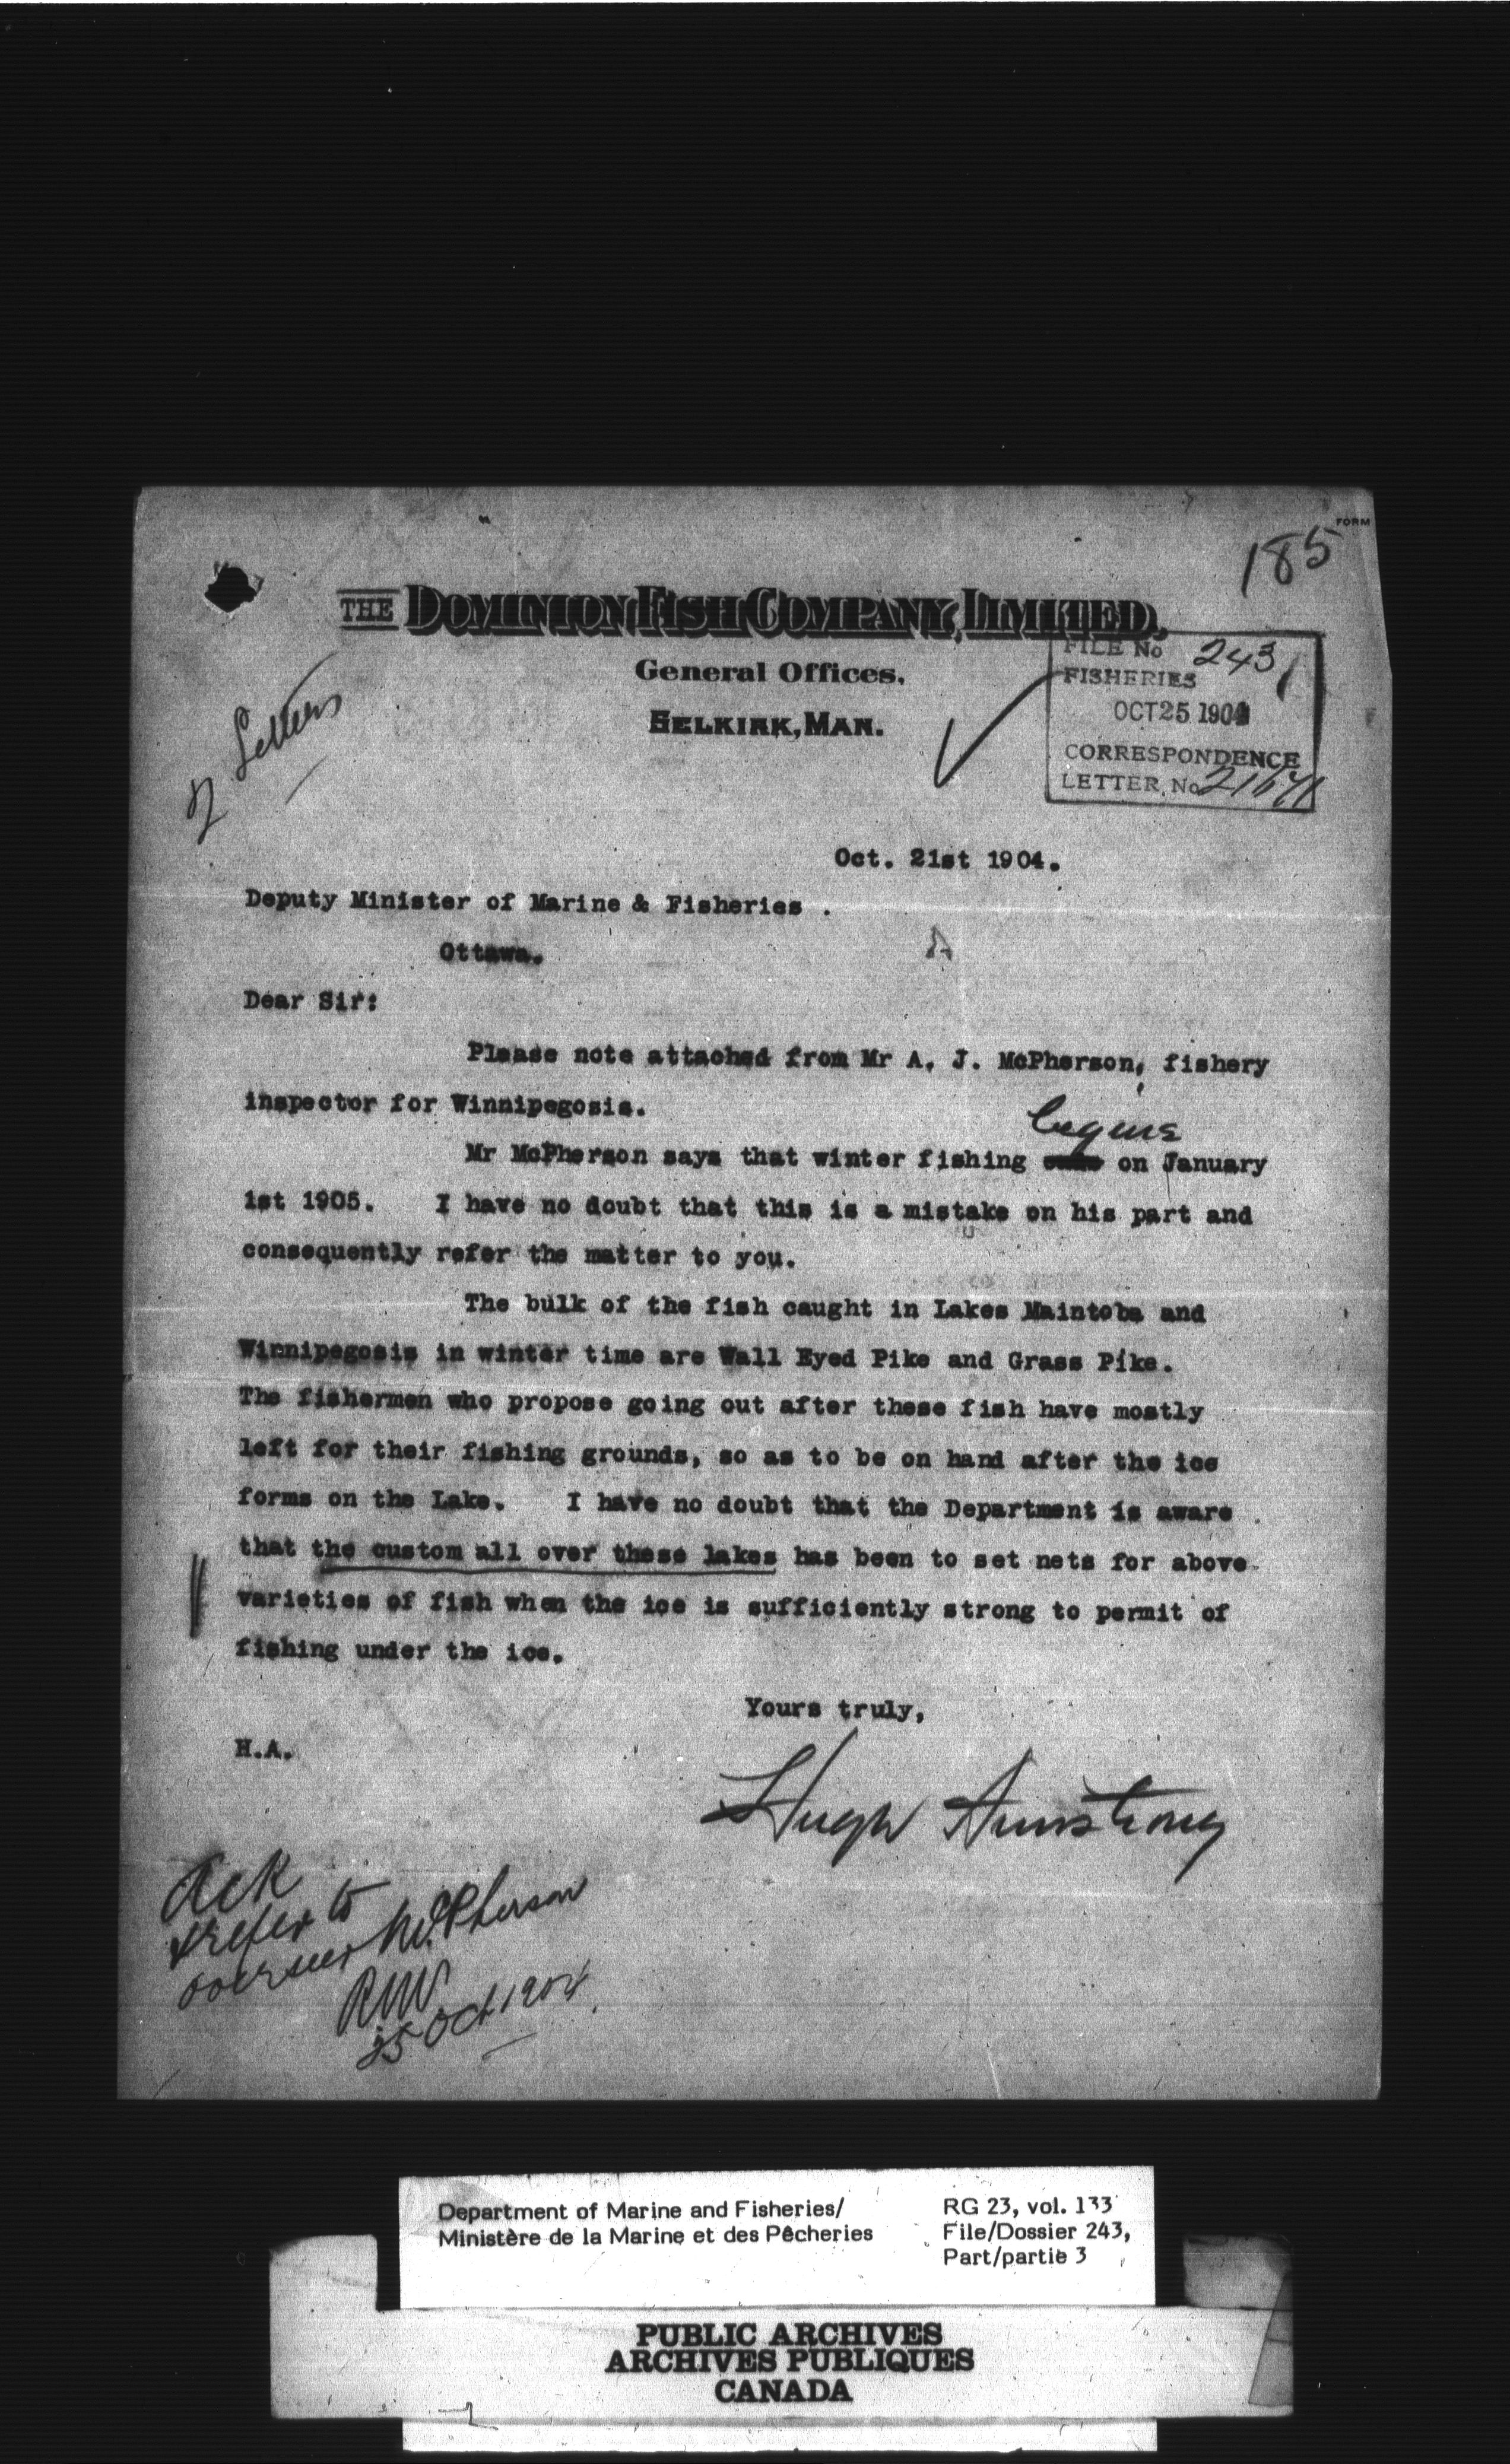 FORM
185
THE DOMINION FISH COMPANY, LIMITED,
General Offices.
SELKIRK, MAN.
FILE No 243
FISHERIES
OCT 25 1904
CORRESPONDENCE
LETTER. No
2 Letters
Oct. 21st 1904.
Deputy Minister of Marine & Fisheries .
Ottawa.
Dear Sir:
Please note attached from Mr A. J. McPherson, fishery
inspector for Winnipegosis.
begins
Mr McPherson says that winter fishing on January
1st 1905. I have no doubt that this is a mistake on his part and
consequently refer the matter to you.
The bulk of the fish caught in Lakes Maintoba and
Winnipegosis in winter time are Wall Eyed Pike and Grass Pike.
The fishermen who propose going out after these fish have mostly
left for their fishing grounds, so as to be on hand after the ice
forms on the Lake. I have no doubt that the Department is aware
that the custom all over these lakes has been to set nets for above
varieties of fish when the ice is sufficiently strong to permit of
fishing under the ice.
Yours truly,
H.A.
Hugh Armstrong
Ack
& refer to
overseer McPherson
RNV
25 Oct 1904.
Department of Marine and Fisheries/
Ministère de la Marine et des Pêcheries
RG 23, vol. 133
File/Dossier 243,
Part/partie 3
PUBLIC ARCHIVES
ARCHIVES PUBLIQUES
CANADA